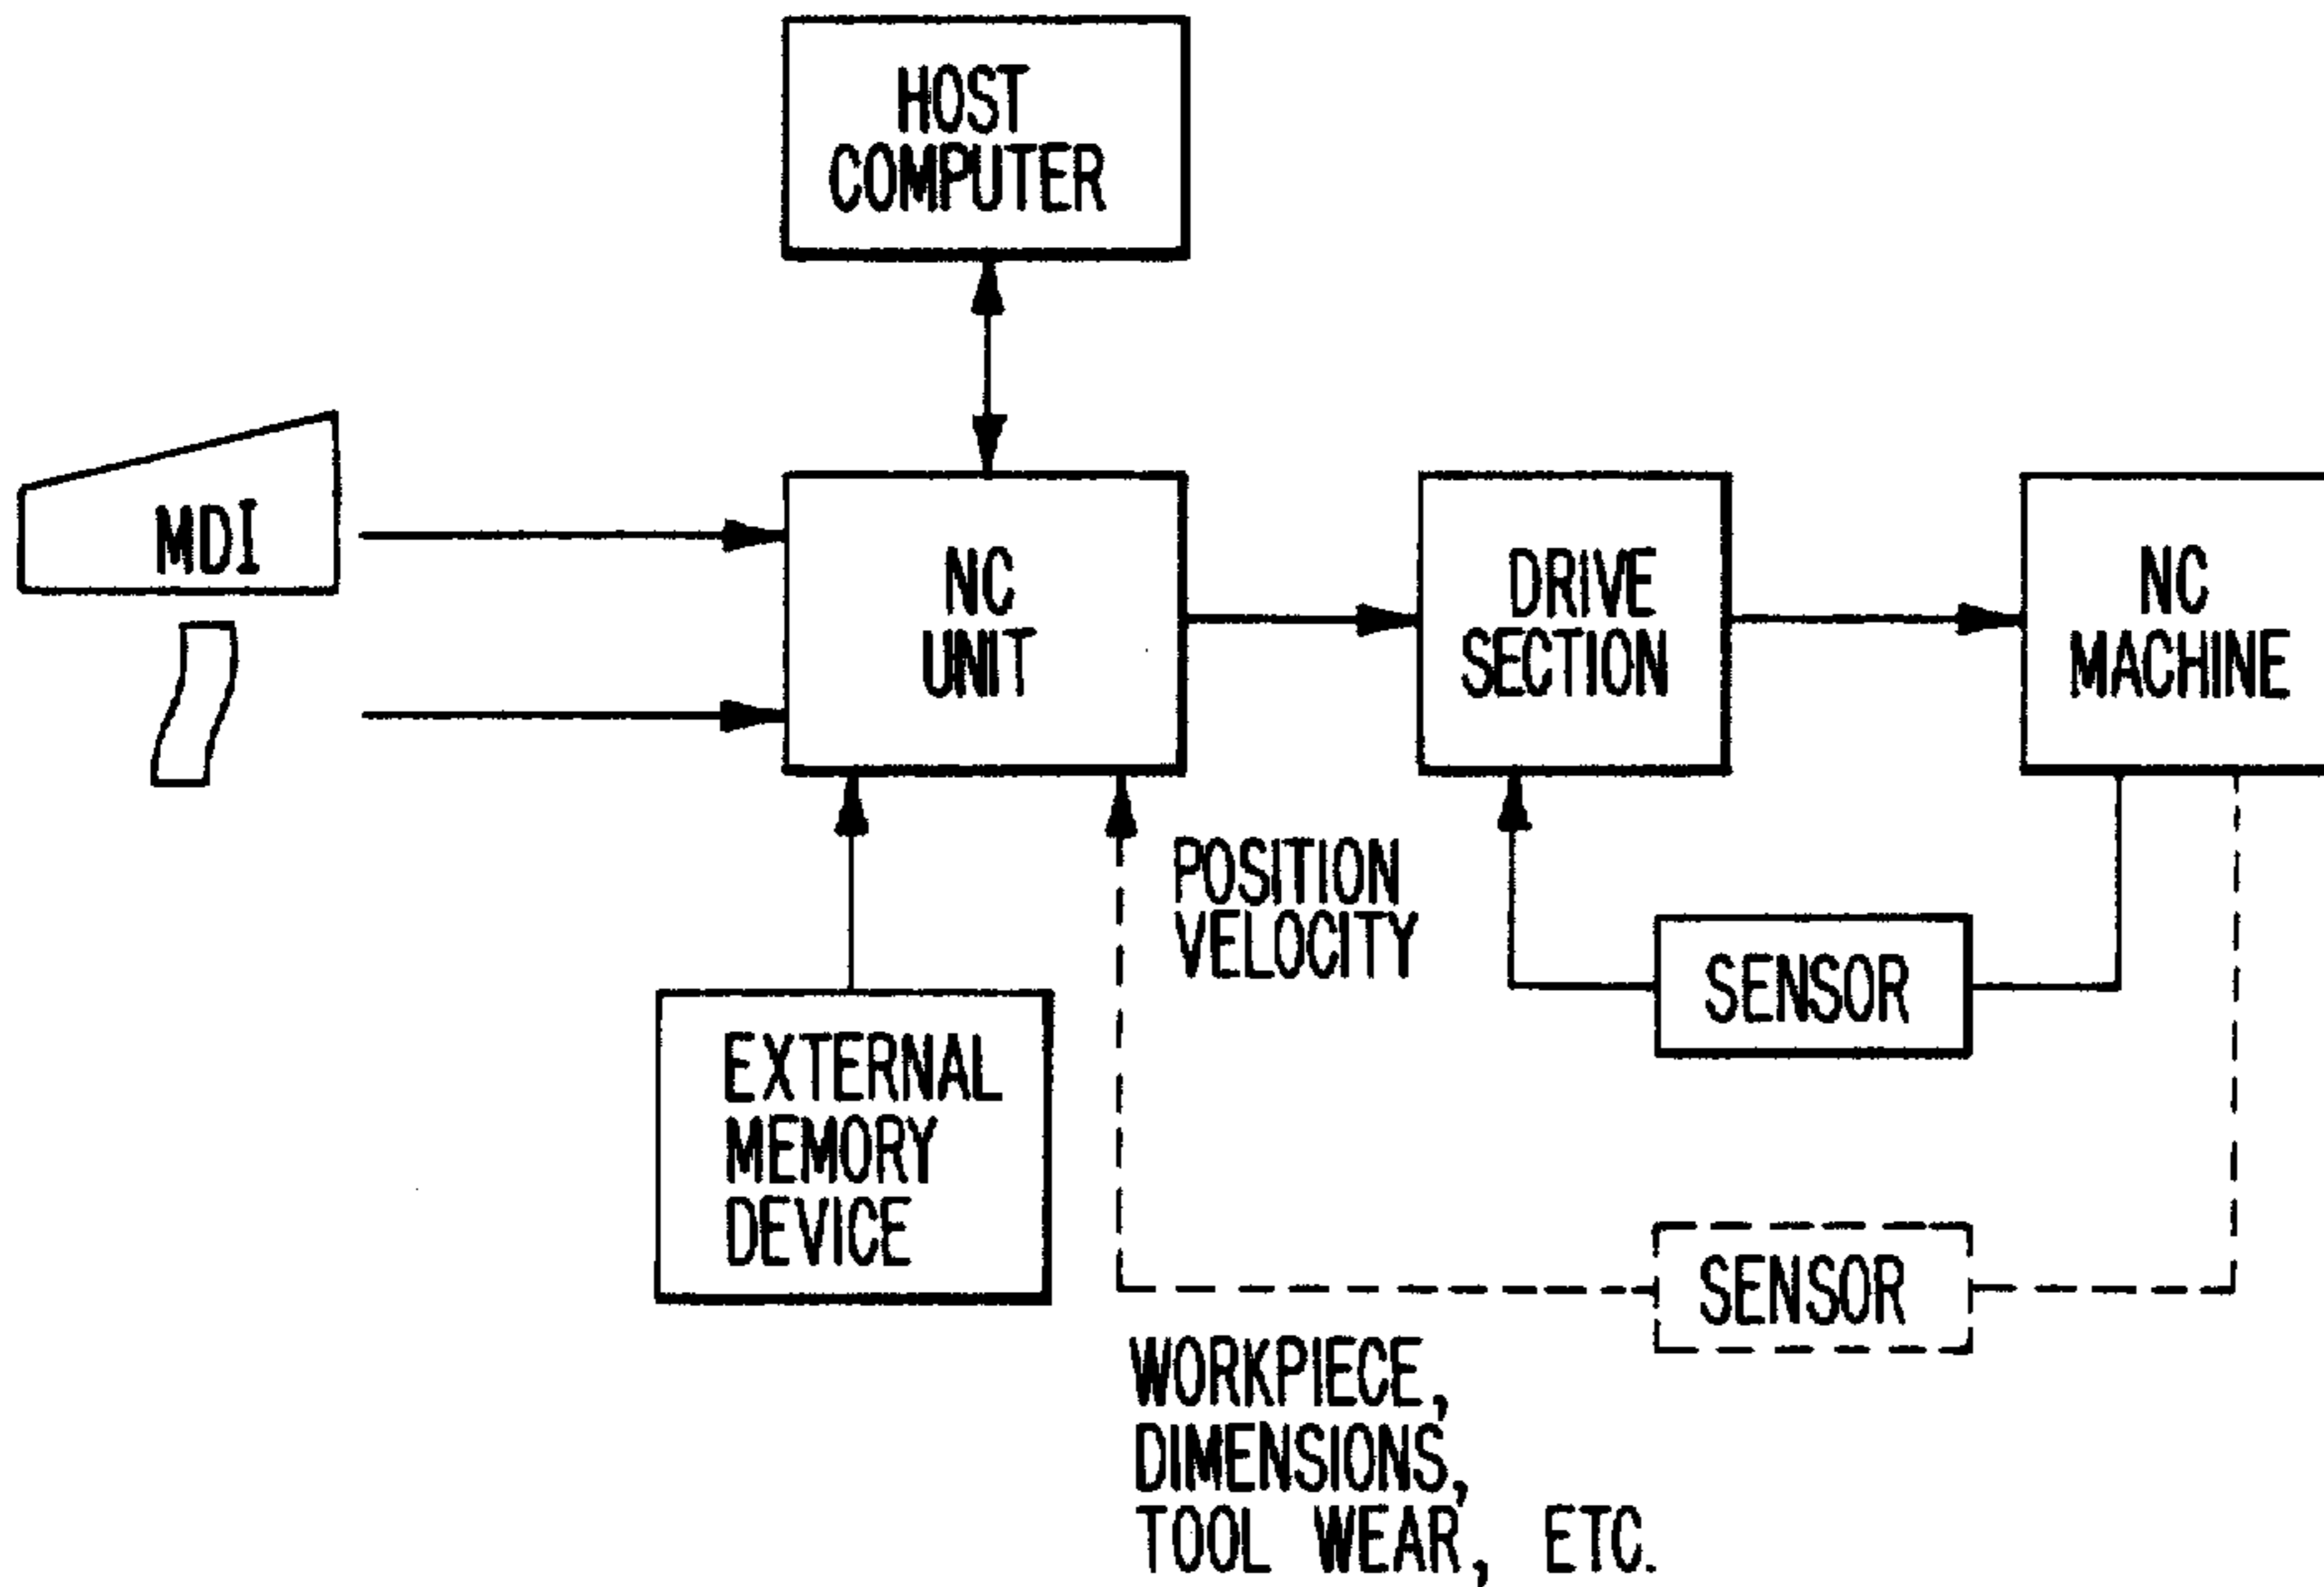 HOST
COMPUTER
MDI
NC
UNIT
DRIVE
SECTION
NC
MACHINE
POSITION
VELOCITY
SENSOR
EXTERNAL
MEMORY
DEVICE
SENSOR
WORKPIECE,
DIMENSIONS,
TOOL WEAR, ETC.